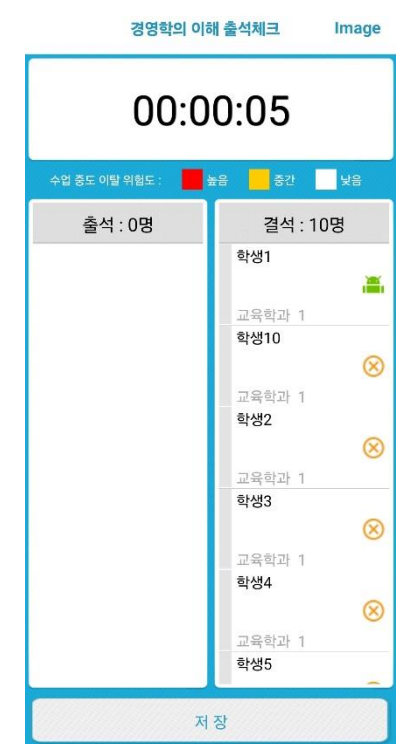 경영학의 이해 출석체크 Image
00:00:05
수업 중도 이탈 위험도 : 높음 중간 낮음
출석 : 0명
결석 : 10명
학생1
교육학과 1
학생10
교육학과 1
학생2
교육학과 1
학생3
교육학과 1
학생4
교육학과 1
학생5
저 장